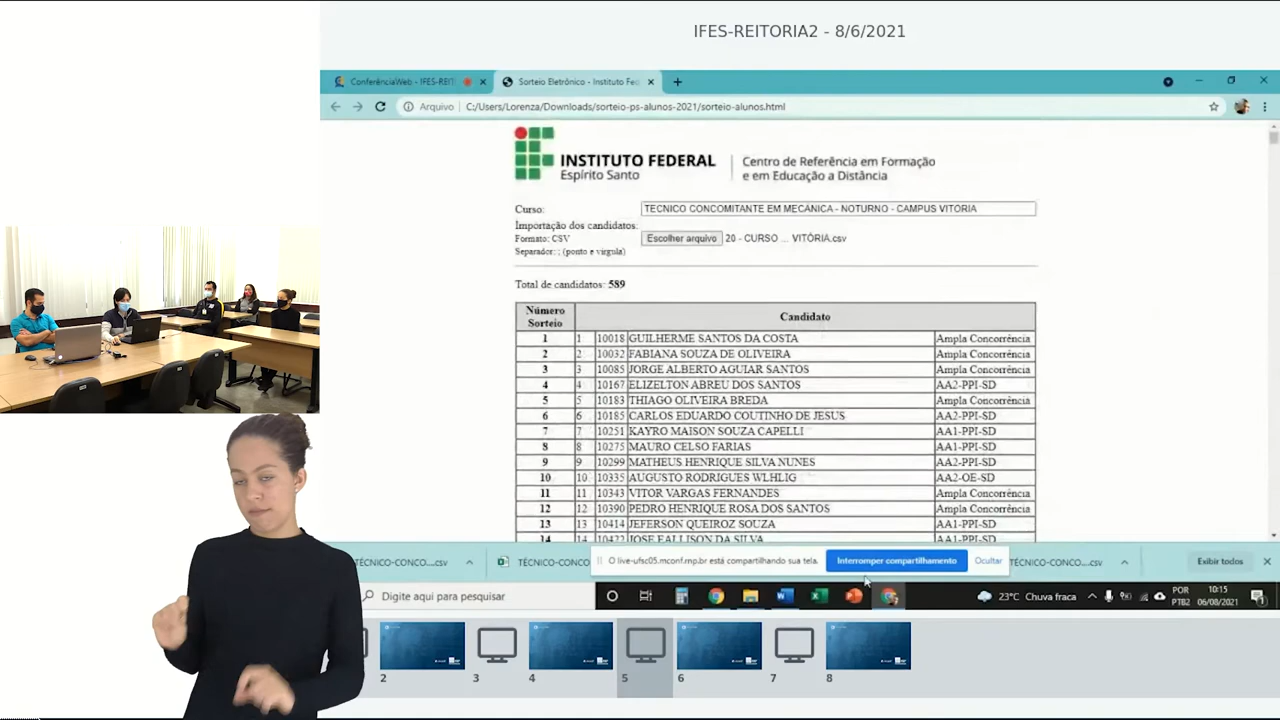 IFES-REITORIA2 - 8/6/2021
ConferênciaWeb - IFES-REIT
Sorteio Eletrônico - Instituto Fed
Arquivo | C:/Users/Lorenza/Downloads/sorteio-ps-alunos-2021/sorteio-alunos.html
INSTITUTO FEDERAL
Espírito Santo
Centro de Referência em Formação
e em Educação a Distância
Curso: TECNICO CONCOMITANTE EM MECÂNICA - NOTURNO - CAMPUS VITÓRIA
Importação dos candidatos:
Formato: CSV Escolher arquivo 20 - CURSO ... VITÓRIA.csv
Separador: ; (ponto e vírgula)
Total de candidatos: 589
Número Sorteio Candidato
1 1 10018 GUILHERME SANTOS DA COSTA Ampla Concorrência
2 2 10032 FABIANA SOUZA DE OLIVEIRA Ampla Concorrência
3 3 10085 JORGE ALBERTO AGUIAR SANTOS Ampla Concorrência
4 4 10167 ELIZELTON ABREU DOS SANTOS AA2-PPI-SD
5 5 10183 THIAGO OLIVEIRA BREDA Ampla Concorrência
6 6 10185 CARLOS EDUARDO COUTINHO DE JESUS AA2-PPI-SD
7 7 10251 KAYRO MAISON SOUZA CAPELLI AA1-PPI-SD
8 8 10275 MAURO CELSO FARIAS AA1-PPI-SD
9 9 10299 MATHEUS HENRIQUE SILVA NUNES AA2-PPI-SD
10 10 10335 AUGUSTO RODRIGUES WLHLIG AA2-OE-SD
11 11 10343 VITOR VARGAS FERNANDES Ampla Concorrência
12 12 10390 PEDRO HENRIQUE ROSA DOS SANTOS Ampla Concorrência
13 13 10414 JEFERSON QUEIROZ SOUZA AA1-PPI-SD
14 14 10422 JOSE EALLISON DA SILVA AA1-PPI-SD
TÉCNICO-CONCO....csv
TÉCNICO-CONCO
O live-ufsc05.mconf.rnp.br está compartilhando sua tela.
Interromper compartilhamento
Ocultar
TÉCNICO-CONCO....csv
Exibir todos
Digite aqui para pesquisar
23°C Chuva fraca
POR
PTB2
10:15
06/08/2021
2
3
4
5
6
7
8